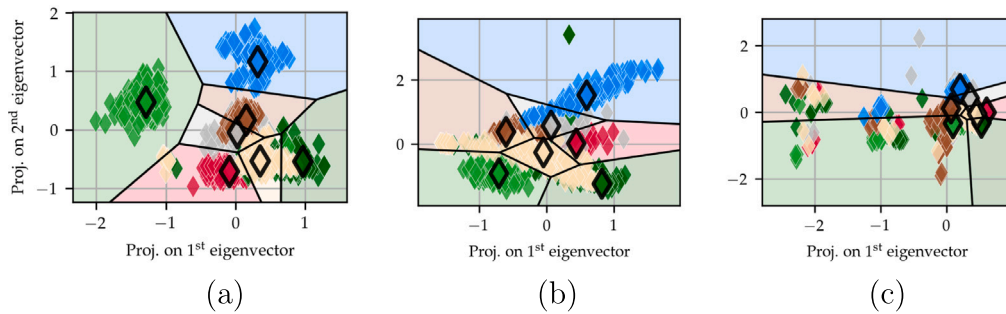 2
1
0
−1
−2
−1
0
1
Proj. on 2nd eigenvector
Proj. on 1st eigenvector
(a)
2
0
−1
0
1
Proj. on 1st eigenvector
(b)
2
0
−2
−2
−1
0
Proj. on 1st eigenvector
(c)